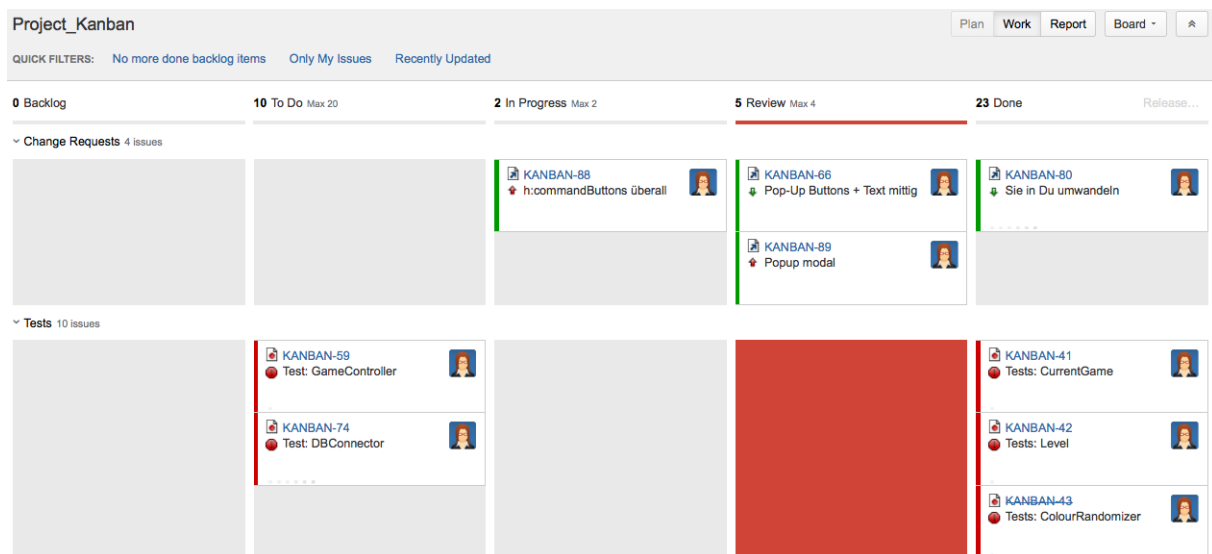 Project_Kanban
Plan Work Report Board
QUICK FILTERS: No more done backlog items Only My Issues Recently Updated
0 Backlog 10 To Do Max 20 2 In Progress Max 2 5 Review Max 4 23 Done Release...
Change Requests 4 issues
KANBAN-88
h:commandButtons überall
KANBAN-66
Pop-Up Buttons + Text mittig
KANBAN-80
Sie in Du umwandeln
KANBAN-89
Popup modal
Tests 10 issues
KANBAN-59
Test: GameController
KANBAN-41
Tests: CurrentGame
KANBAN-74
Test: DBConnector
KANBAN-42
Tests: Level
KANBAN-43
Tests: ColourRandomizer